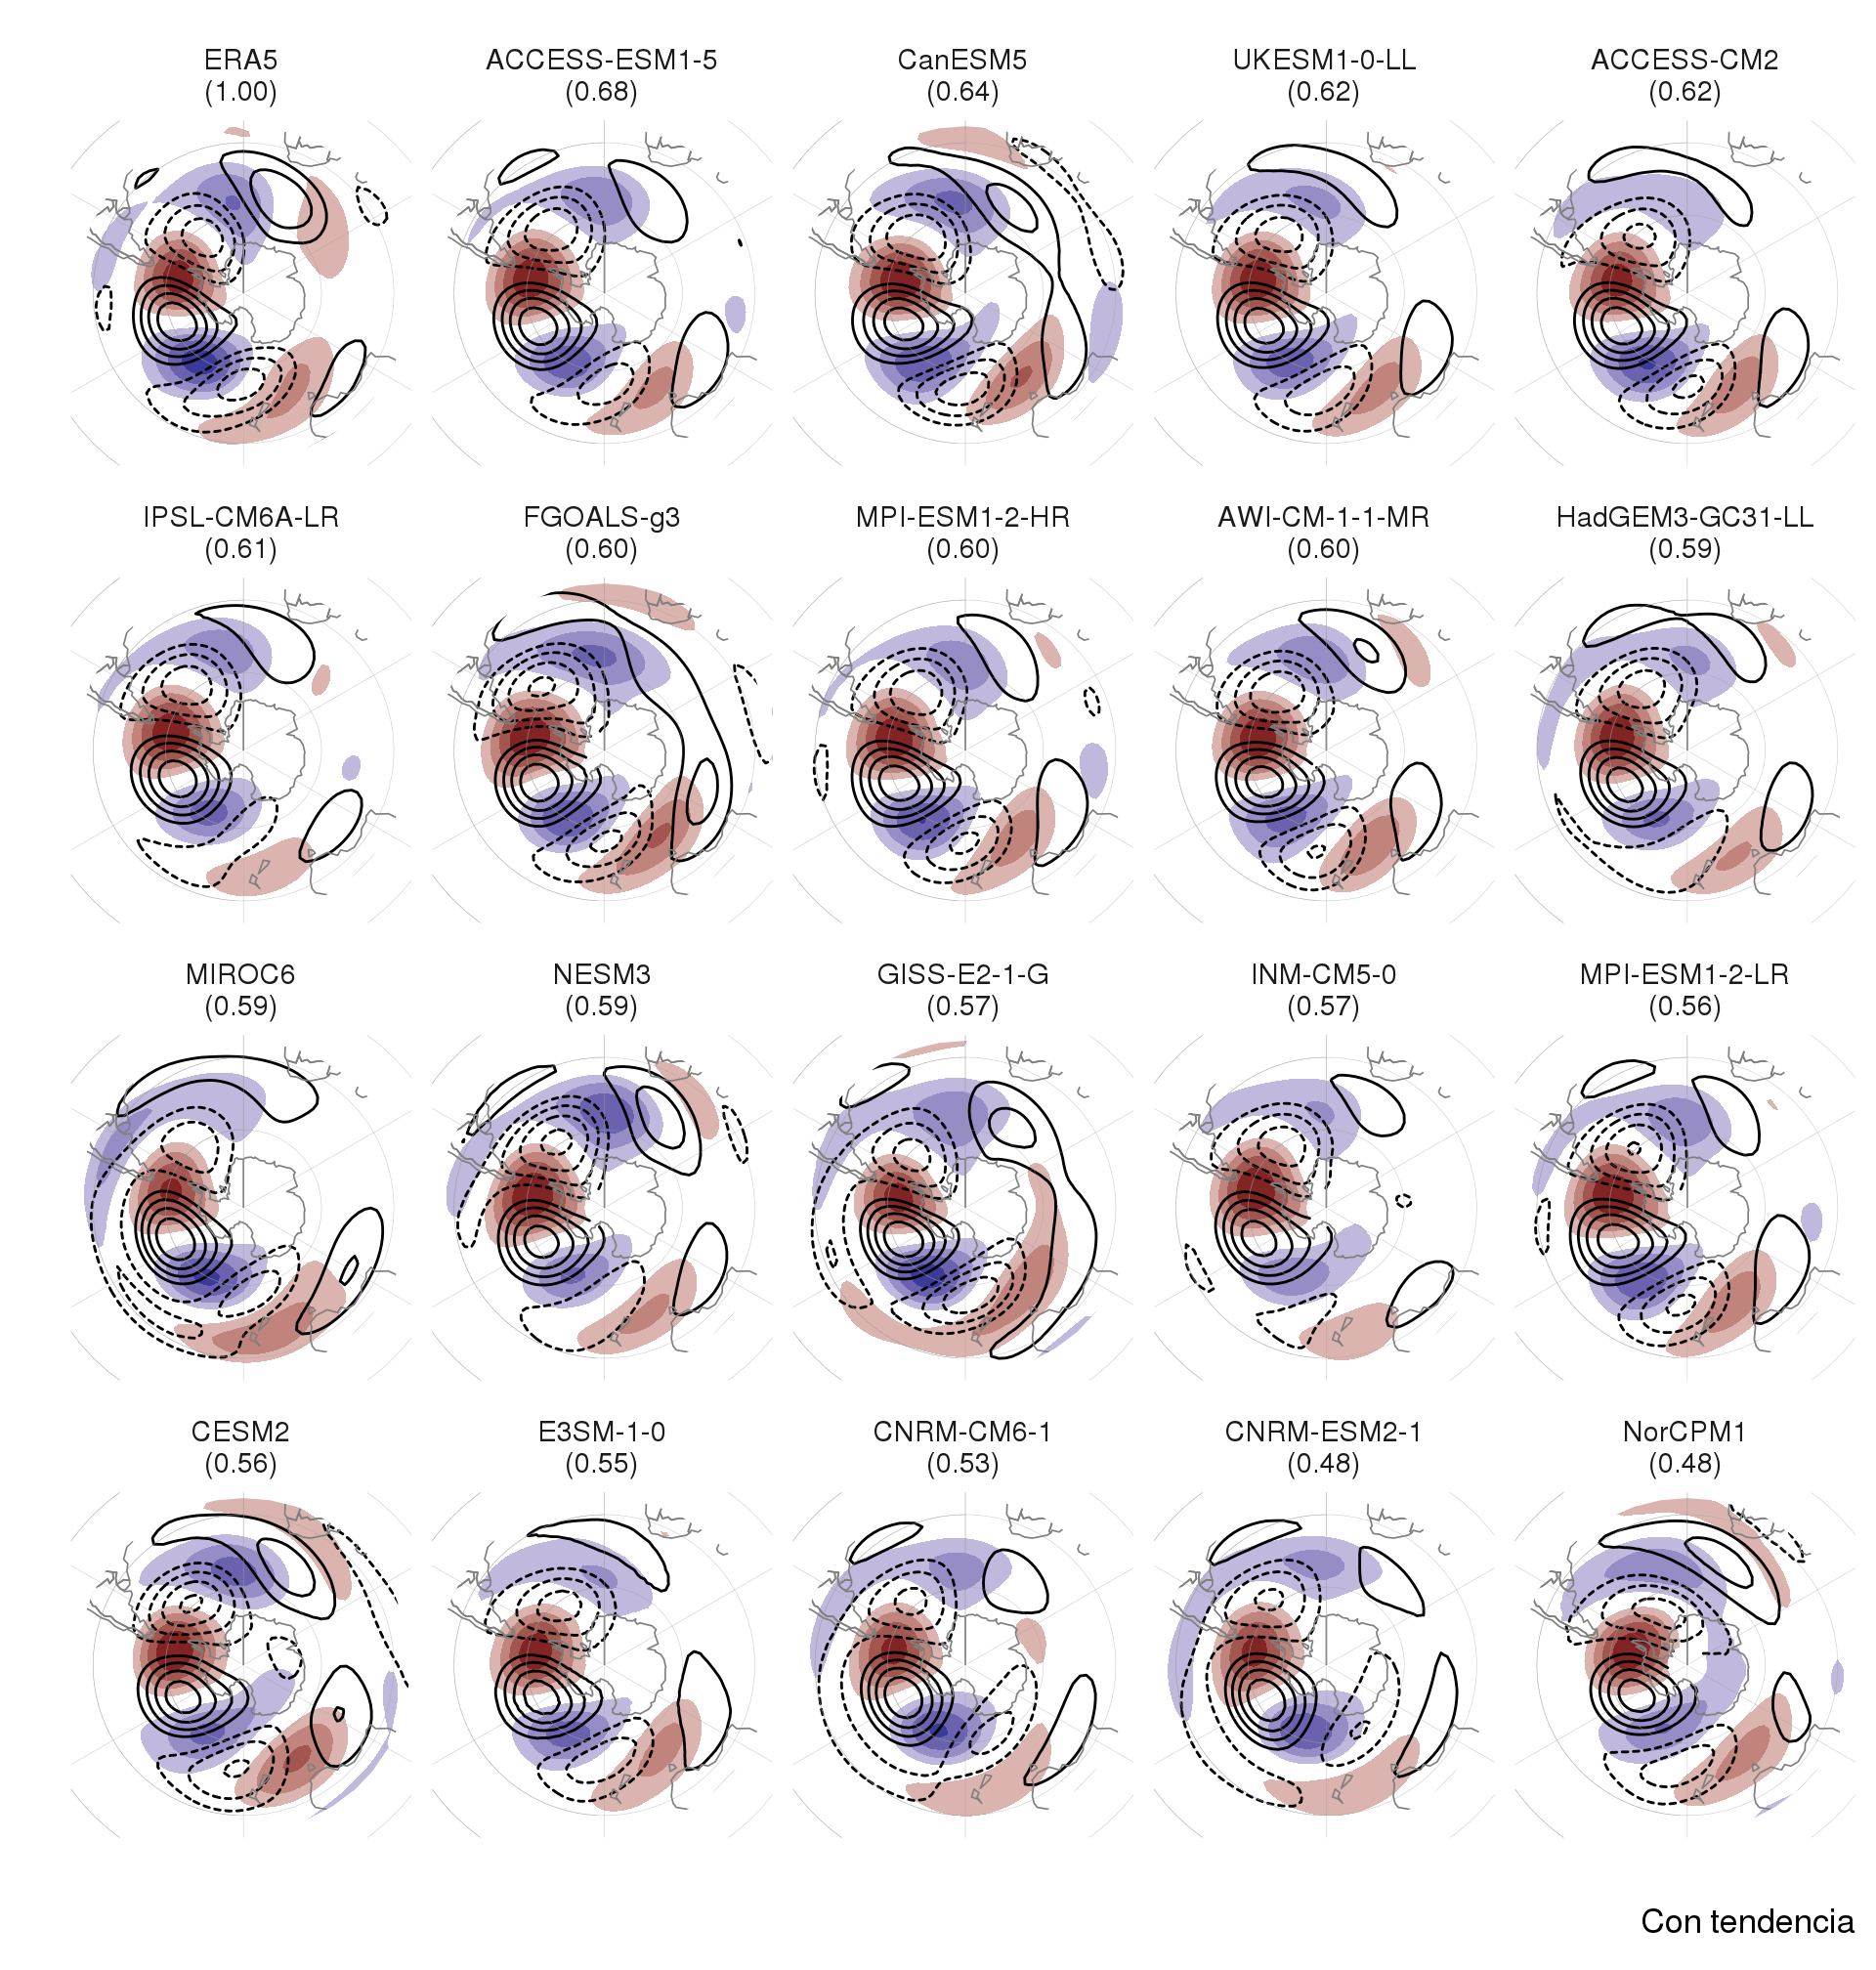 ERA5
(1.00)
ACCESS-ESM1-5
(0.68)
CanESM5
(0.64)
UKESM1-0-LL
(0.62)
ACCESS-CM2
(0.62)
IPSL-CM6A-LR
(0.61)
FGOALS-g3
(0.60)
MPI-ESM1-2-HR
(0.60)
AWI-CM-1-1-MR
(0.60)
HadGEM3-GC31-LL
(0.59)
MIROC6
(0.59)
NESM3
(0.59)
GISS-E2-1-G
(0.57)
INM-CM5-0
(0.57)
MPI-ESM1-2-LR
(0.56)
CESM2
(0.56)
E3SM-1-0
(0.55)
CNRM-CM6-1
(0.53)
CNRM-ESM2-1
(0.48)
NorCPM1
(0.48)
Con tendencia